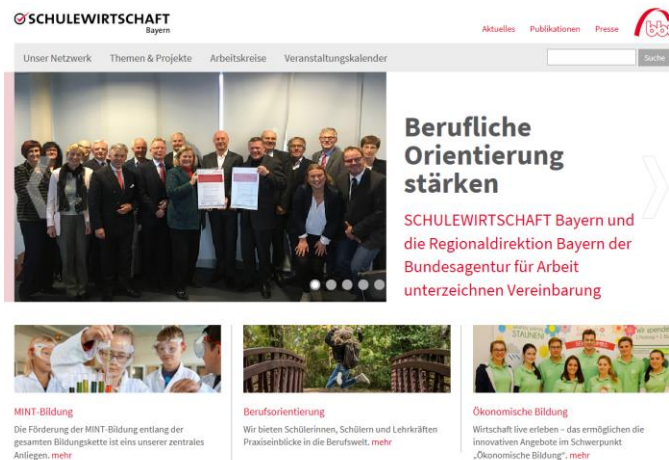 SCHULEWIRTSCHAFT
Bayern
Aktuelles Publikationen Presse
bbw
Unser Netzwerk Themen & Projekte Arbeitskreise Veranstaltungskalender
Suche
Berufliche
Orientierung
stärken
SCHULEWIRTSCHAFT Bayern und
die Regionaldirektion Bayern der
Bundesagentur für Arbeit
unterzeichnen Vereinbarung
STAUNEN!
MINT-Bildung
Die Förderung der MINT-Bildung entlang der
gesamten Bildungskette ist eins unserer zentrales
Anliegen. mehr
Berufsorientierung
Wir bieten Schülerinnen, Schülern und Lehrkräften
Praxiseinblicke in die Berufswelt. mehr
Ökonomische Bildung
Wirtschaft live erleben – das ermöglichen die
innovativen Angebote im Schwerpunkt
„Ökonomische Bildung“. mehr